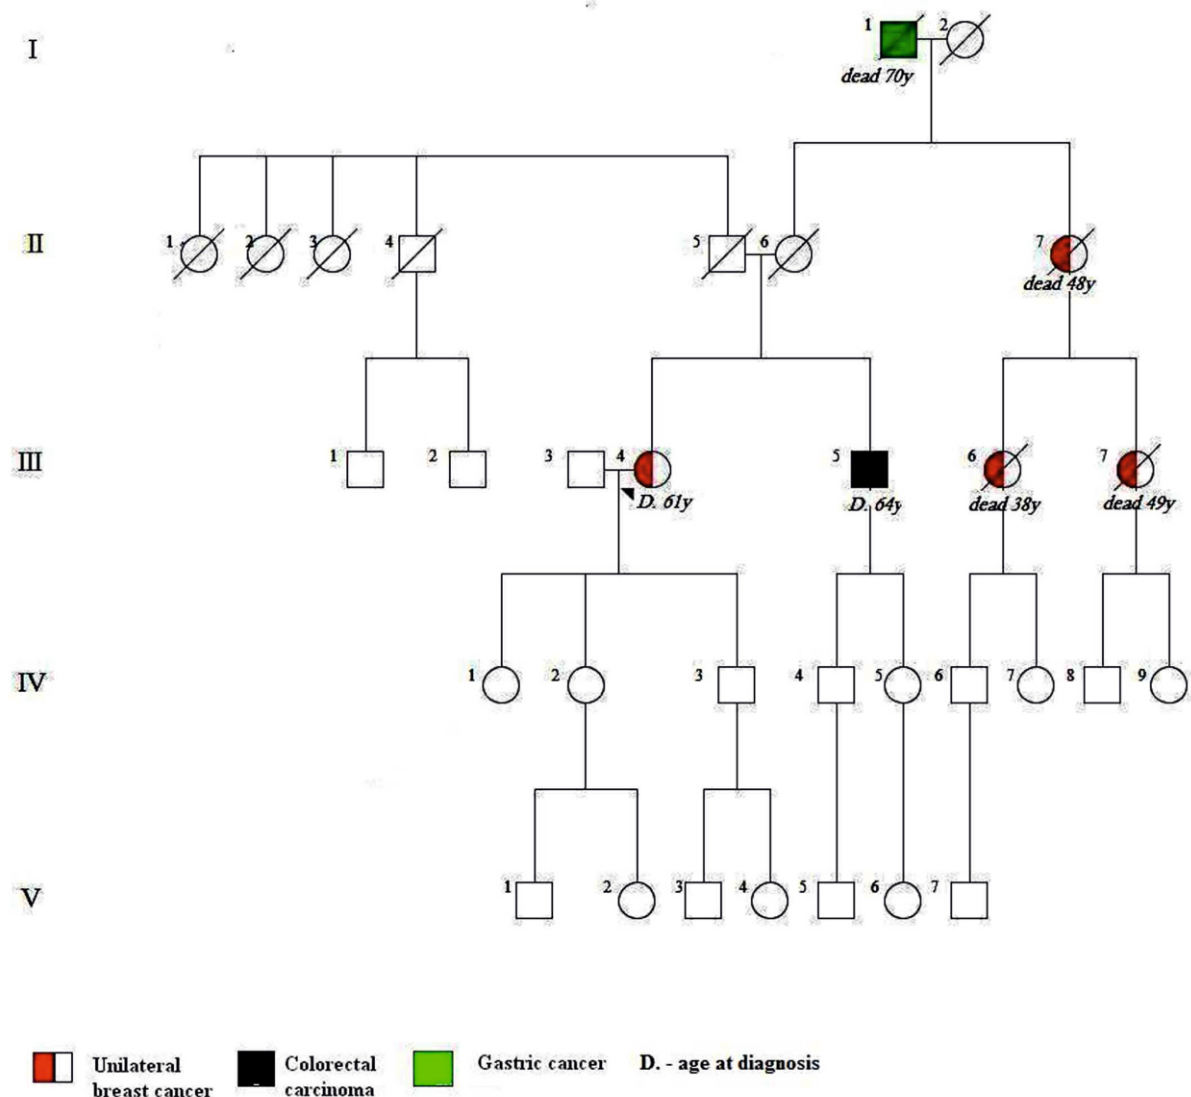 I
1 2
dead 70y
II
1 2 3 4 5 6 7
dead 48y
III
1 2 3 4 5 6 7
D. 61y D. 64y dead 38y dead 49y
IV
1 2 3 4 5 6 7 8 9
V
1 2 3 4 5 6 7
Unilateral
breast cancer
Colorectal
carcinoma
Gastric cancer
D. - age at diagnosis